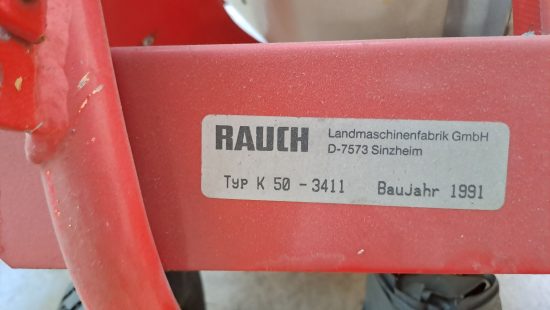 RAUCH
Landmaschinenfabrik GmbH
D-7573 Sinzheim
Typ K 50 - 3411 BauJahr 1991